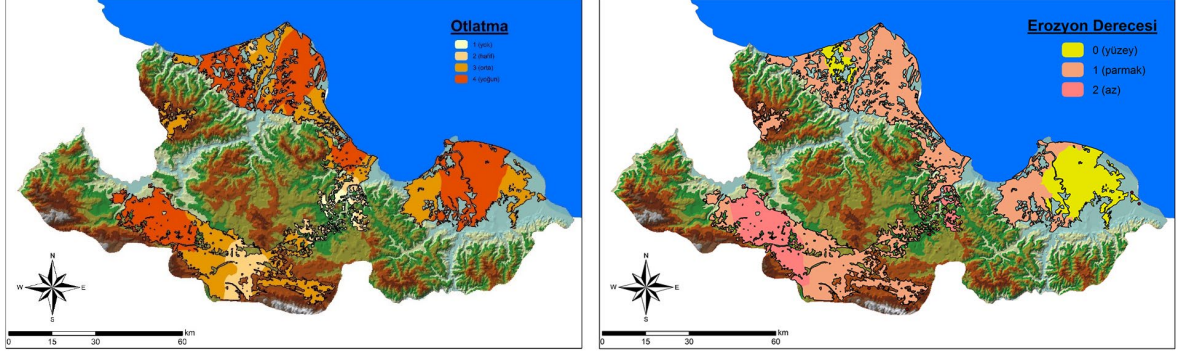 Otlatma
1 (yok)
2 (hafif)
3 (orta)
4 (yoğun)
N
W
E
S
km
0
15
30
60
Erozyon Derecesi
0 (yüzey)
1 (parmak)
2 (az)
N
W
E
S
km
0
15
30
60